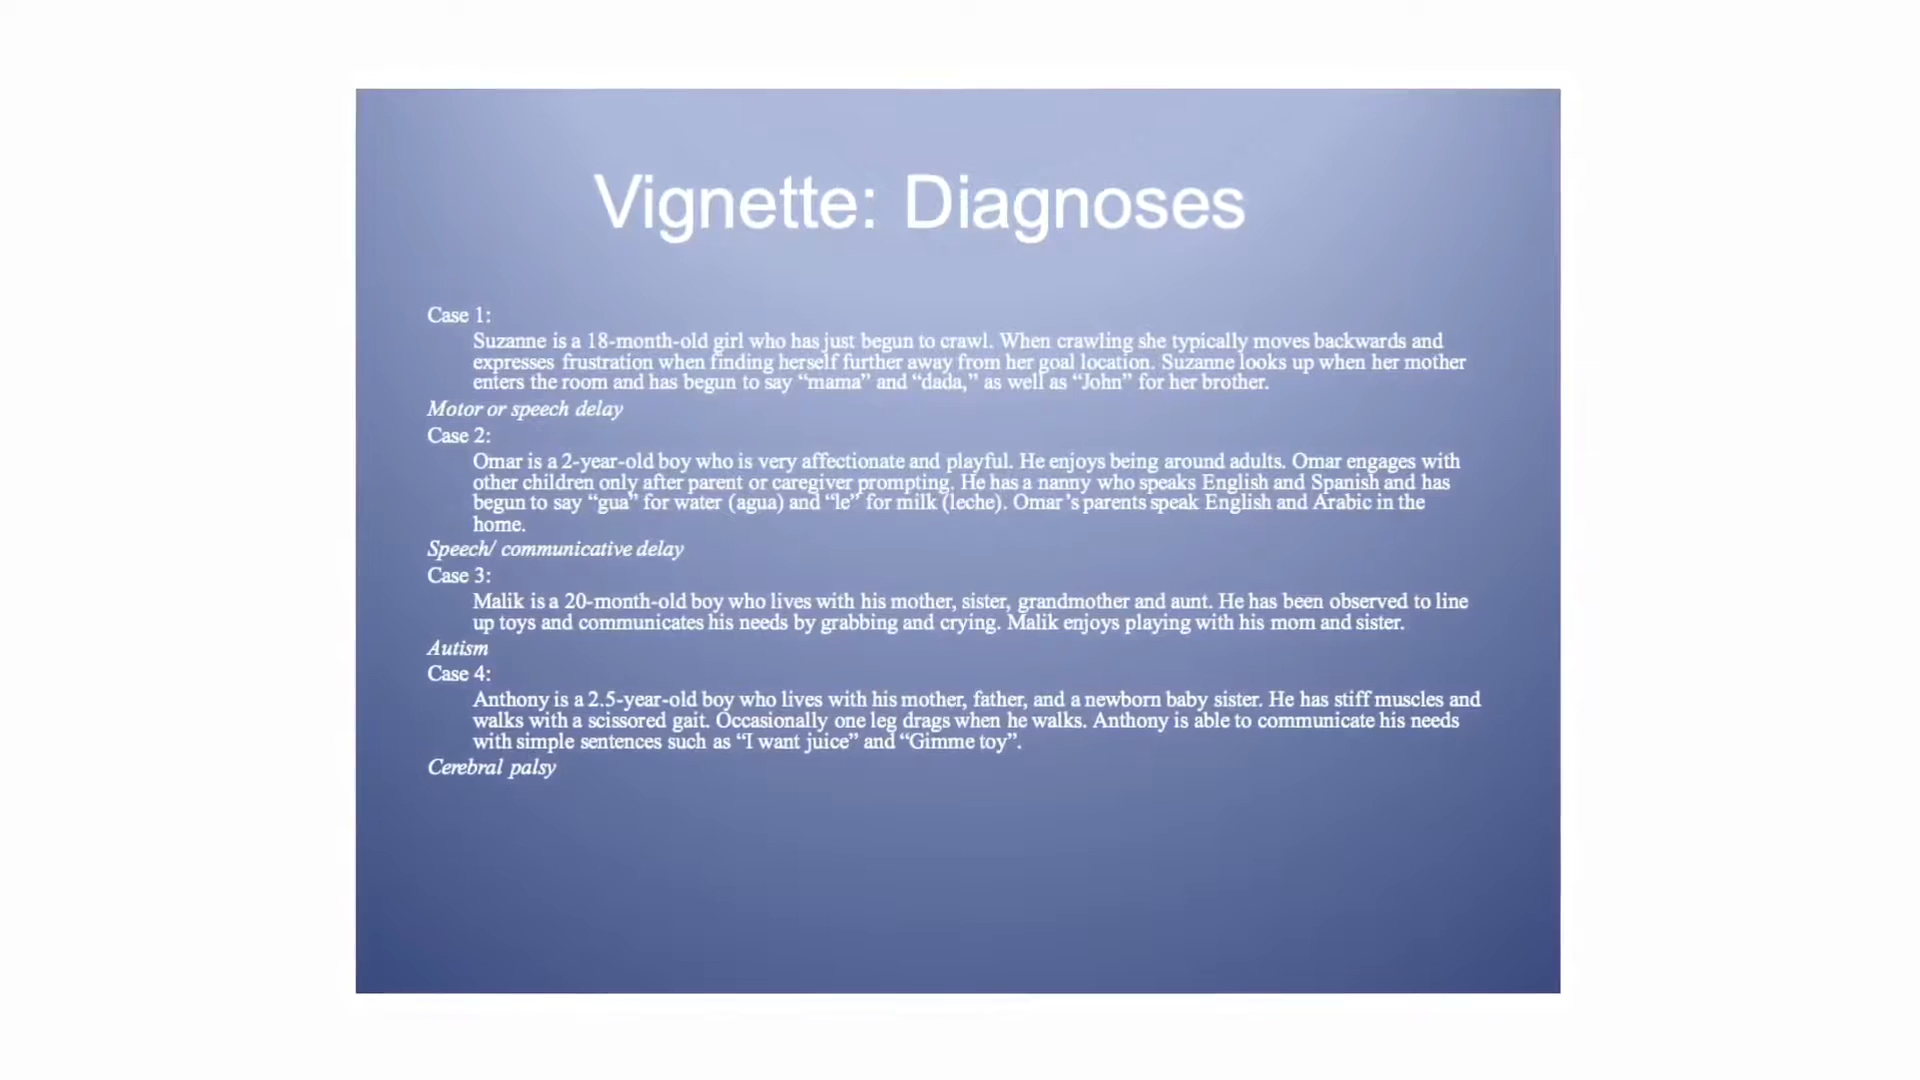 Vignette: Diagnoses
Case 1:
Suzanne is a 18-month-old girl who has just begun to crawl. When crawling she typically moves backwards and
expresses frustration when finding herself further away from her goal location. Suzanne looks up when her mother
enters the room and has begun to say “mama” and “dada,” as well as “John” for her brother.
Motor or speech delay
Case 2:
Omar is a 2-year-old boy who is very affectionate and playful. He enjoys being around adults. Omar engages with
other children only after parent or caregiver prompting. He has a nanny who speaks English and Spanish and has
begun to say “gua” for water (agua) and “le” for milk (leche). Omar’s parents speak English and Arabic in the
home.
Speech/ communicative delay
Case 3:
Malik is a 20-month-old boy who lives with his mother, sister, grandmother and aunt. He has been observed to line
up toys and communicates his needs by grabbing and crying. Malik enjoys playing with his mom and sister.
Autism
Case 4:
Anthony is a 2.5-year-old boy who lives with his mother, father, and a newborn baby sister. He has stiff muscles and
walks with a scissored gait. Occasionally one leg drags when he walks. Anthony is able to communicate his needs
with simple sentences such as “I want juice” and “Gimme toy”.
Cerebral palsy